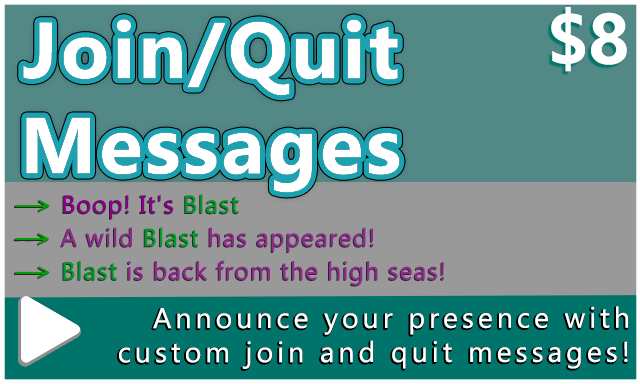 Join/Quit
$8
Messages
→ Boop! It's Blast
→ A wild Blast has appeared!
→ Blast is back from the high seas!
Announce your presence with
custom join and quit messages!